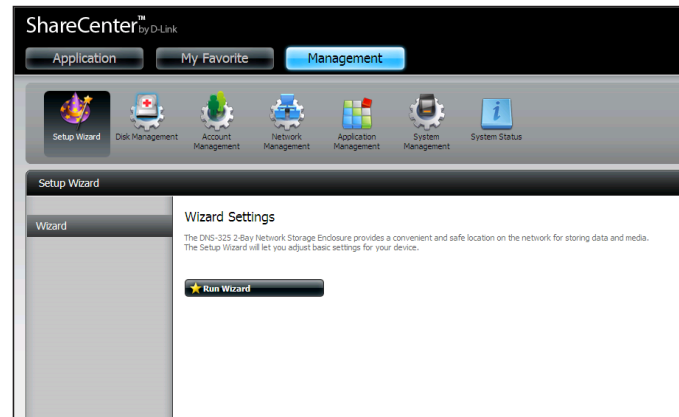 ShareCenter™ by D-Link
Application My Favorite Management
Setup Wizard Disk Management Account Management Network Management Application Management System Management System Status
Setup Wizard
Wizard
Wizard Settings
The DNS-325 2-Bay Network Storage Enclosure provides a convenient and safe location on the network for storing data and media.
The Setup Wizard will let you adjust basic settings for your device.
Run Wizard